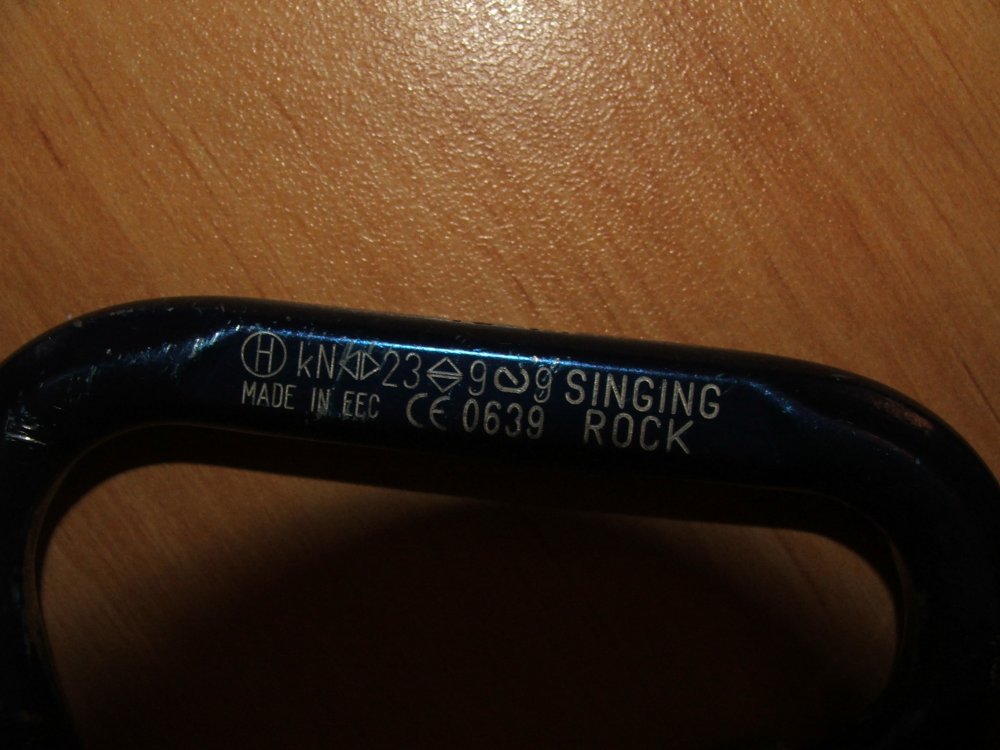 Ⓗ kN 23 9 9 SINGING
MADE IN EEC CE 0639 ROCK